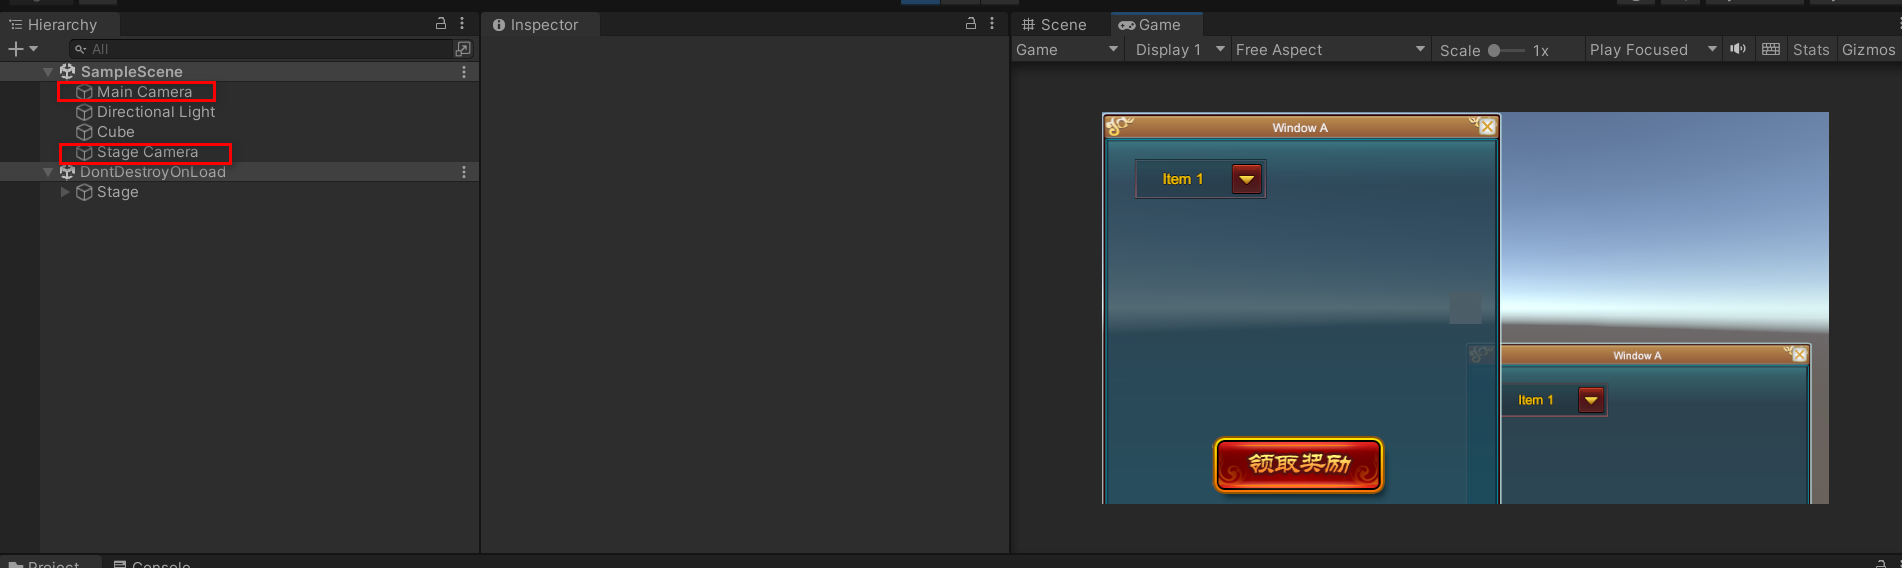 Hierarchy
All
SampleScene
Main Camera
Directional Light
Cube
Stage Camera
DontDestroyOnLoad
Stage
Inspector
Scene
Game
Game
Display 1
Free Aspect
Scale
1x
Play Focused
Stats
Gizmos
Window A
Item 1
领取奖励
Window A
Item 1
Project
Console